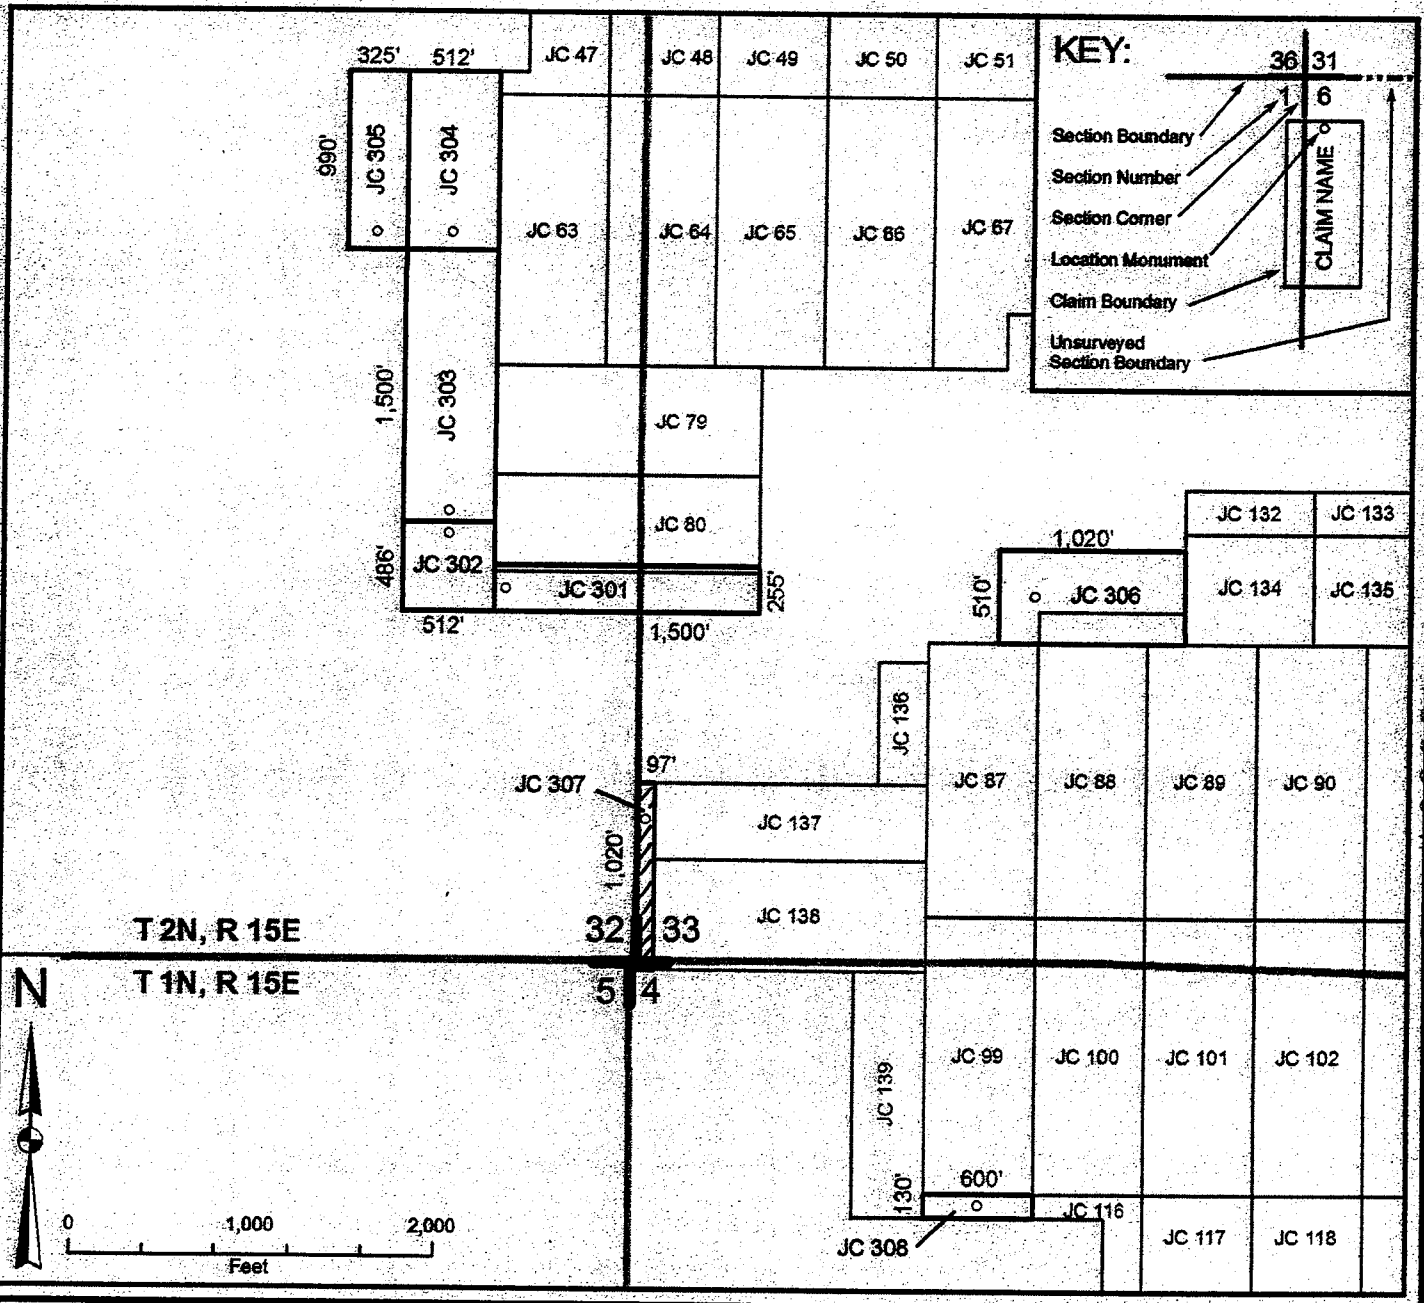 325'
512'
JC 47
JC 48
JC 49
JC 50
JC 51
KEY:
36
31
1
6
Section Boundary
Section Number
Section Corner
Location Monument
Claim Boundary
Unsurveyed
Section Boundary
CLAIM NAME
990'
JC 305
JC 304
JC 63
JC 64
JC 65
JC 66
JC 67
1,500'
JC 303
JC 79
JC 80
486'
JC 302
JC 301
255'
512'
1,500'
JC 132
JC 133
1,020'
510'
JC 306
JC 134
JC 135
JC 136
97'
JC 307
JC 87
JC 88
JC 89
JC 90
JC 137
1,020'
JC 138
T 2N, R 15E
32
33
T 1N, R 15E
5
4
N
JC 139
JC 99
JC 100
JC 101
JC 102
130'
600'
JC 116
JC 117
JC 118
JC 308
0
1,000
2,000
Feet